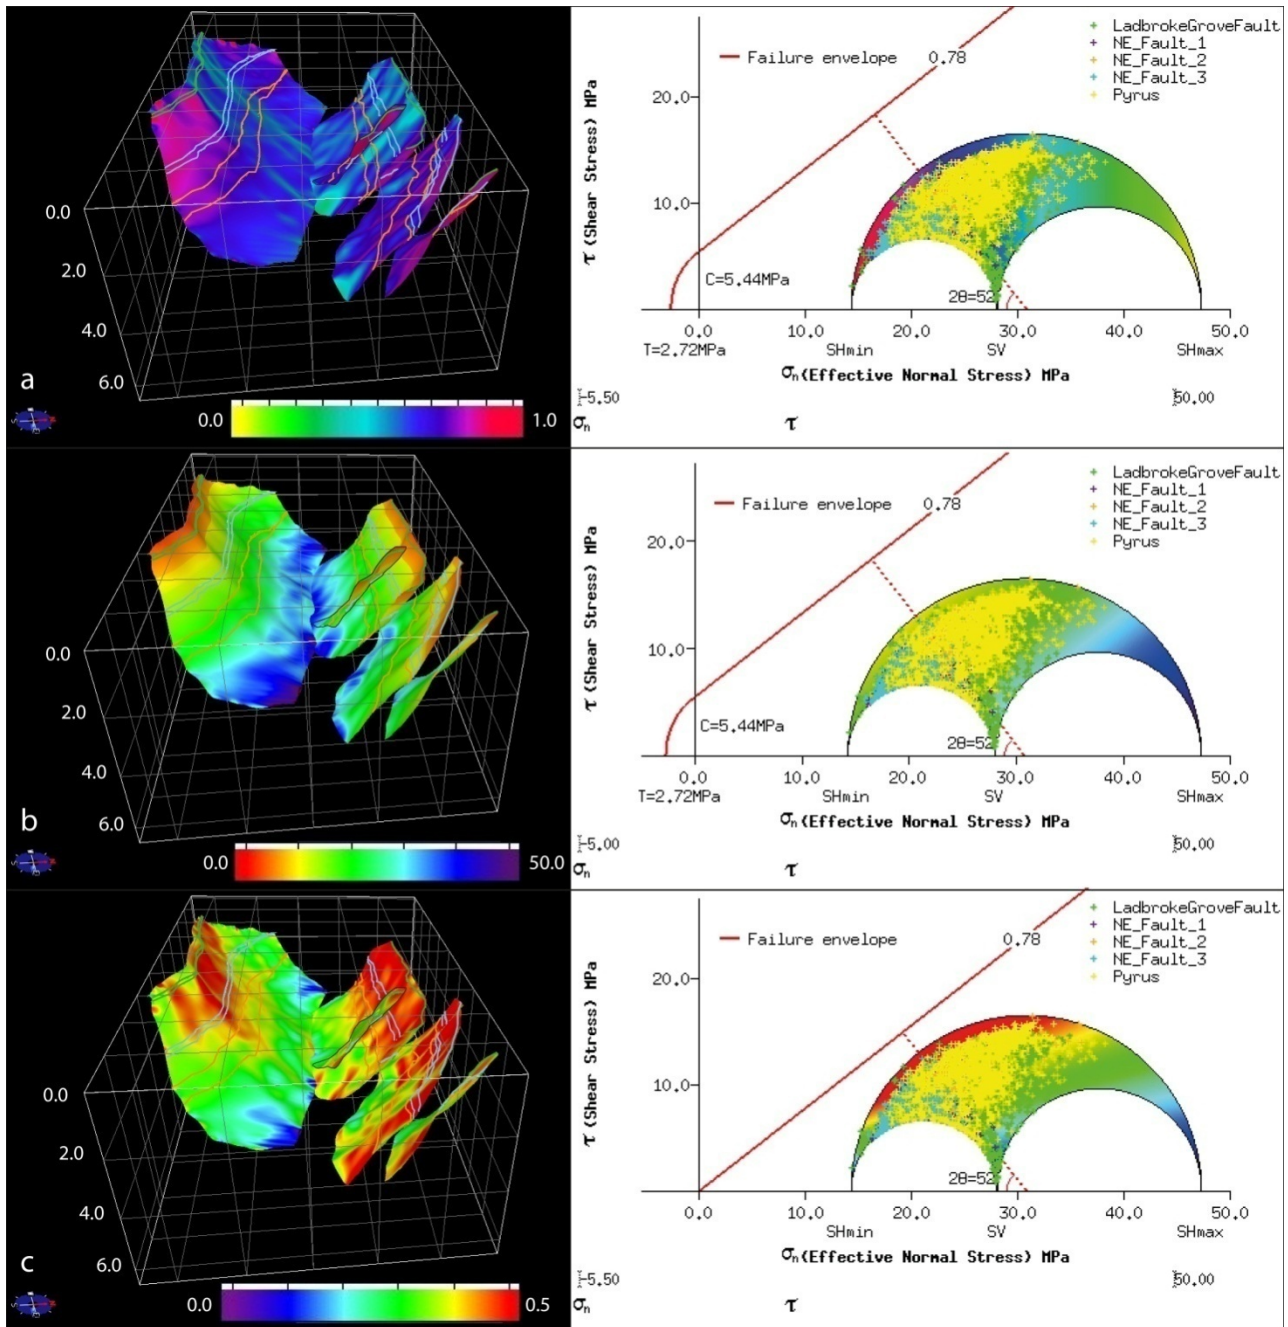 0.0
2.0
4.0
6.0
a
0.0
1.0
Failure envelope 0.78
LadbrokeGroveFault
NE_Fault_1
NE_Fault_2
NE_Fault_3
Pyrus
τ (Shear Stress) MPa
20.0
10.0
C=5.44MPa
2θ=52
0.0 10.0 20.0 30.0 40.0 50.0
T=2.72MPa SHmin SV SHmax
σn (Effective Normal Stress) MPa
-5.50 50.00
σn τ
0.0
2.0
4.0
6.0
b
0.0
50.0
Failure envelope 0.78
LadbrokeGroveFault
NE_Fault_1
NE_Fault_2
NE_Fault_3
Pyrus
τ (Shear Stress) MPa
20.0
10.0
C=5.44MPa
2θ=52
0.0 10.0 20.0 30.0 40.0 50.0
T=2.72MPa SHmin SV SHmax
σn (Effective Normal Stress) MPa
-5.00 50.00
σn τ
0.0
2.0
4.0
6.0
c
0.0
0.5
Failure envelope 0.78
LadbrokeGroveFault
NE_Fault_1
NE_Fault_2
NE_Fault_3
Pyrus
τ (Shear Stress) MPa
20.0
10.0
2θ=52
0.0 10.0 20.0 30.0 40.0 50.0
SHmin SV SHmax
σn (Effective Normal Stress) MPa
-5.50 50.00
σn τ